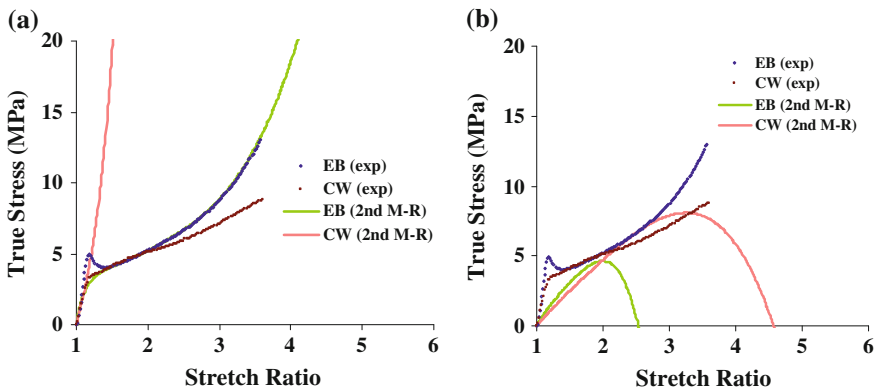 (a)
20
15
10
5
0
True Stress (MPa)
EB (exp)
CW (exp)
EB (2nd M-R)
CW (2nd M-R)
1 2 3 4 5 6
Stretch Ratio
(b)
20
15
10
5
0
True Stress (MPa)
EB (exp)
CW (exp)
EB (2nd M-R)
CW (2nd M-R)
1 2 3 4 5 6
Stretch Ratio